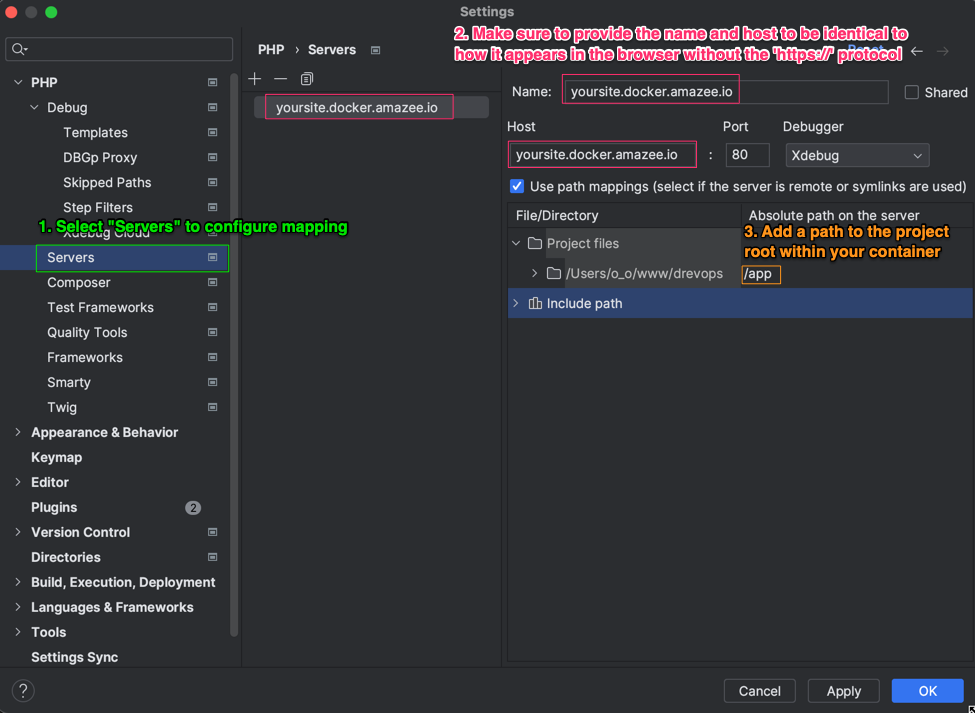 Settings
2. Make sure to provide the name and host to be identical to
how it appears in the browser without the 'https://' protocol
PHP › Servers
Reset
PHP
Debug
Templates
DBGp Proxy
Skipped Paths
Step Filters
1. Select "Servers" to configure mapping
Xdebug Cloud
Servers
Composer
Test Frameworks
Quality Tools
Frameworks
Smarty
Twig
Appearance & Behavior
Keymap
Editor
Plugins 2
Version Control
Directories
Build, Execution, Deployment
Languages & Frameworks
Tools
Settings Sync
yoursite.docker.amazee.io
Name: yoursite.docker.amazee.io Shared
Host Port Debugger
yoursite.docker.amazee.io : 80 Xdebug
Use path mappings (select if the server is remote or symlinks are used)
File/Directory Absolute path on the server
3. Add a path to the project
root within your container
Project files
/Users/o_o/www/drevops /app
Include path
? Cancel Apply OK